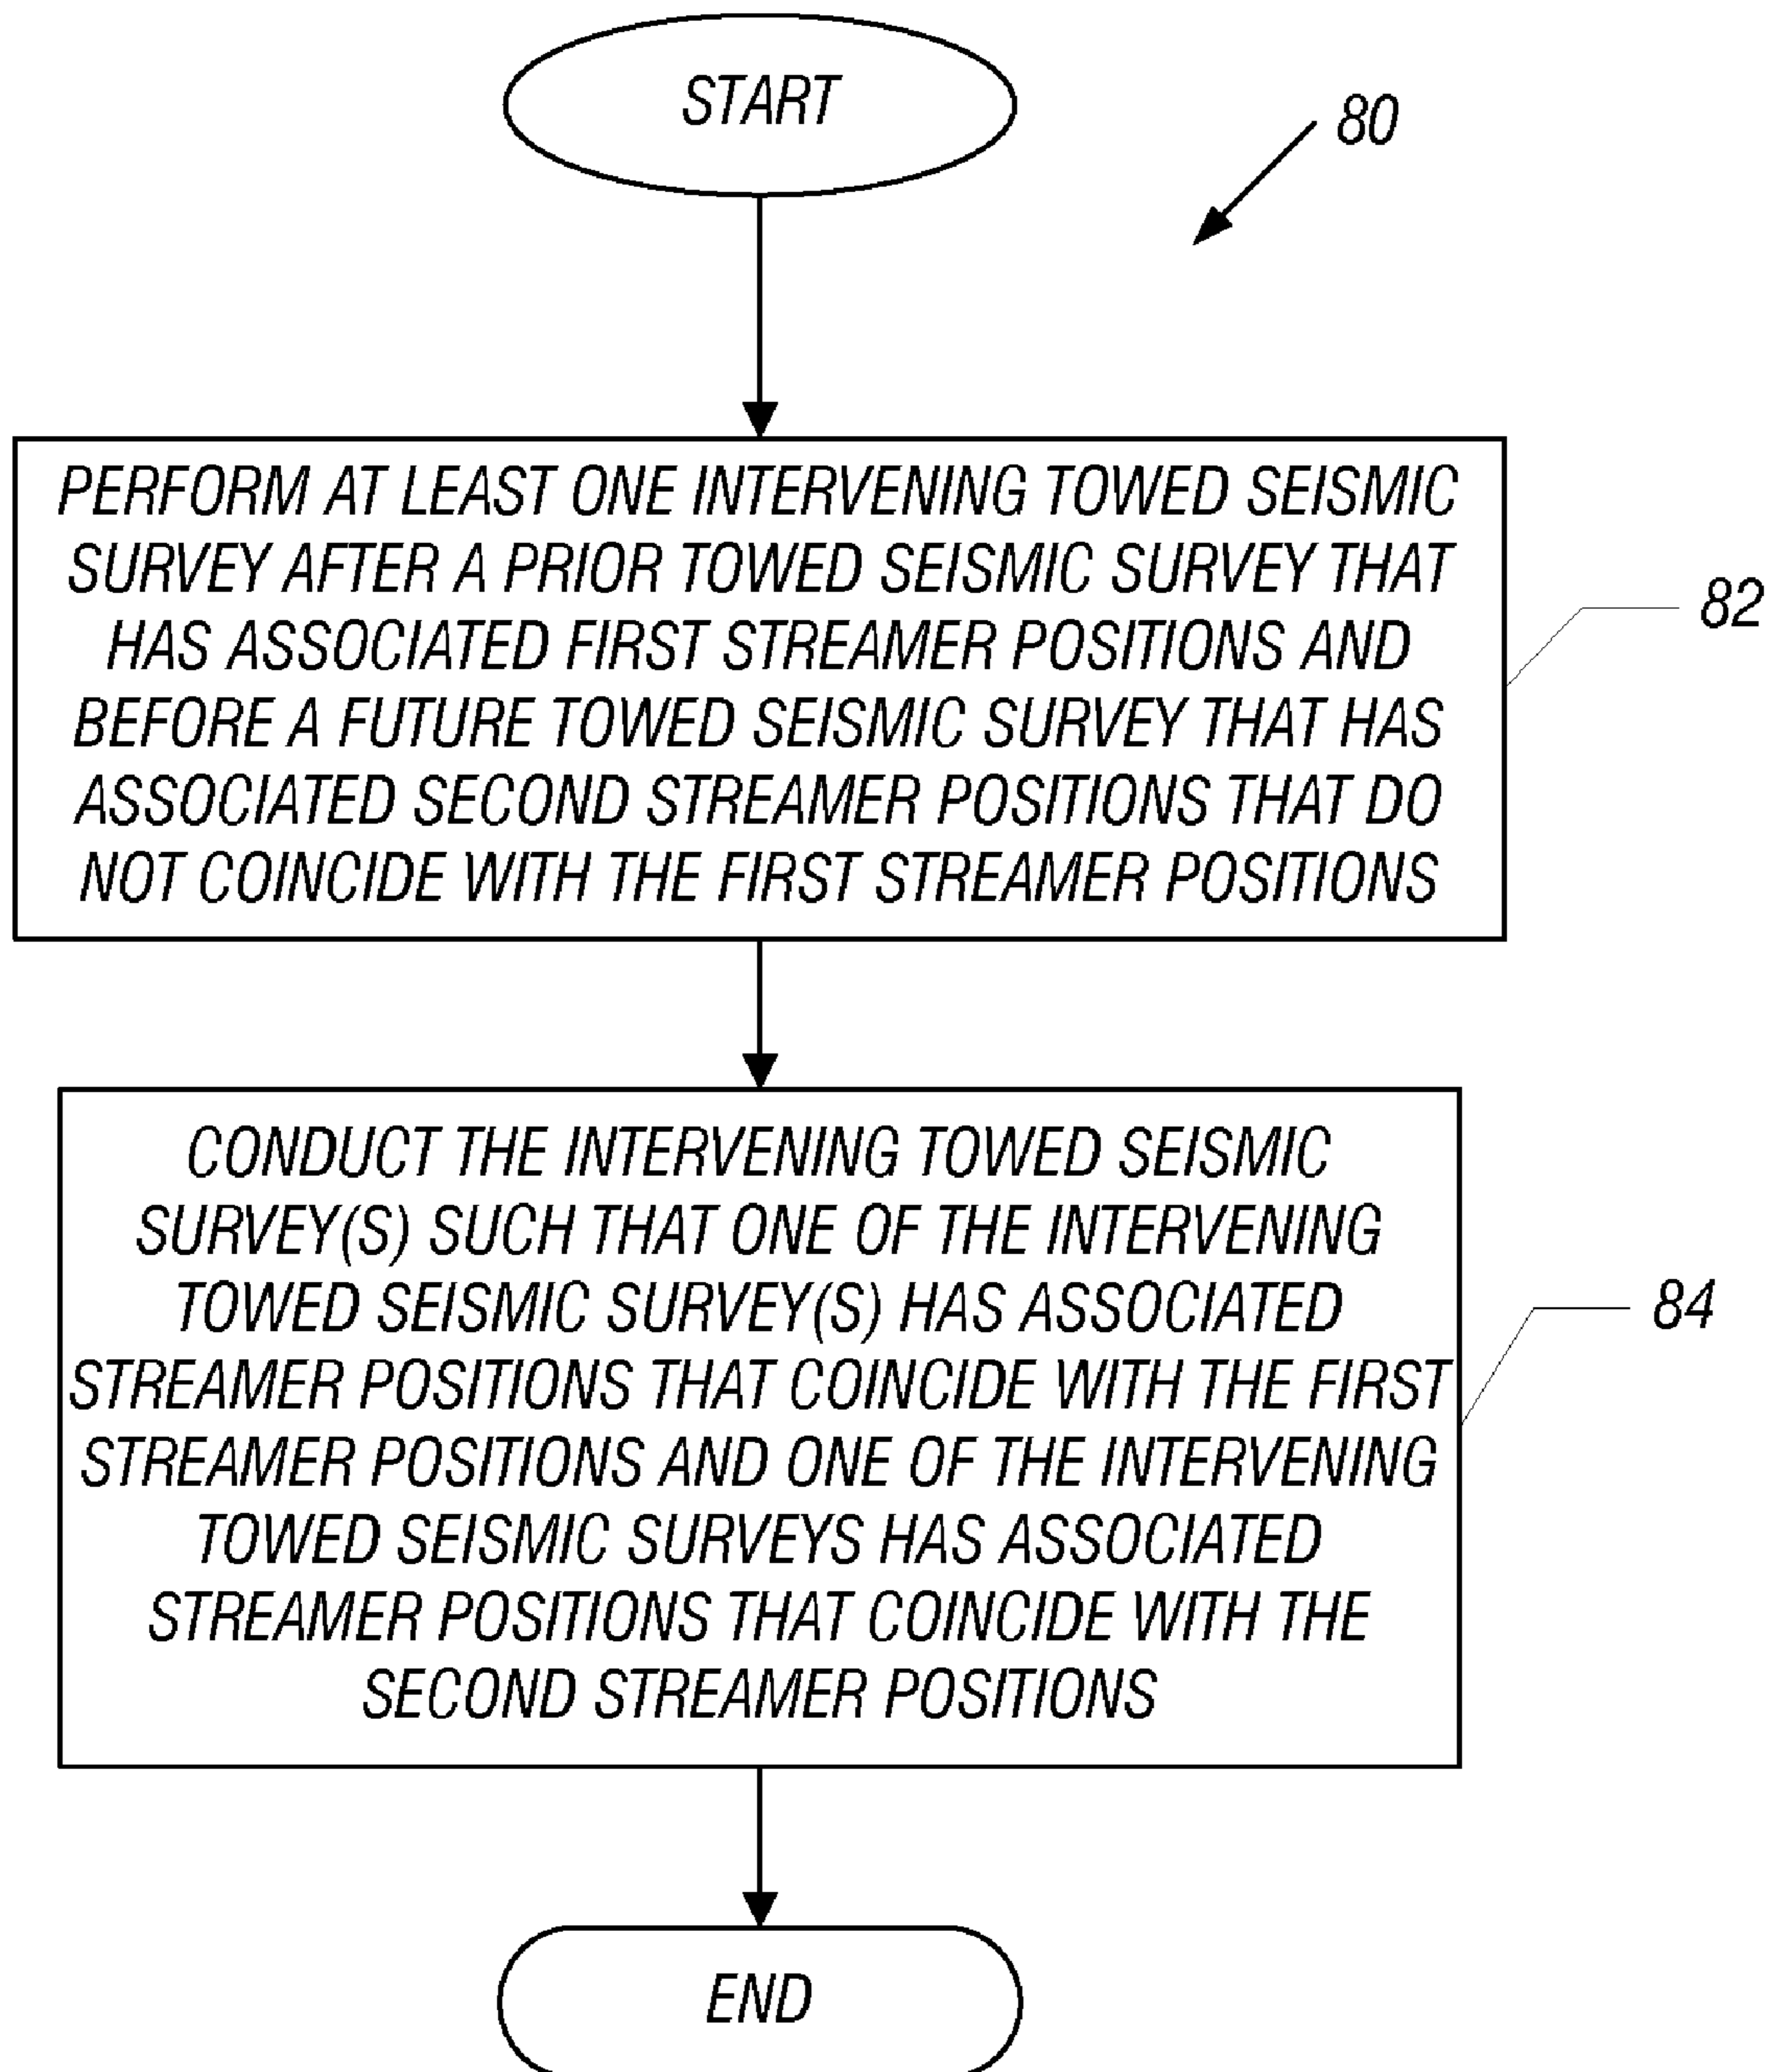 START
80
PERFORM AT LEAST ONE INTERVENING TOWED SEISMIC
SURVEY AFTER A PRIOR TOWED SEISMIC SURVEY THAT
HAS ASSOCIATED FIRST STREAMER POSITIONS AND
BEFORE A FUTURE TOWED SEISMIC SURVEY THAT HAS
ASSOCIATED SECOND STREAMER POSITIONS THAT DO
NOT COINCIDE WITH THE FIRST STREAMER POSITIONS
82
CONDUCT THE INTERVENING TOWED SEISMIC
SURVEY(S) SUCH THAT ONE OF THE INTERVENING
TOWED SEISMIC SURVEY(S) HAS ASSOCIATED
STREAMER POSITIONS THAT COINCIDE WITH THE FIRST
STREAMER POSITIONS AND ONE OF THE INTERVENING
TOWED SEISMIC SURVEYS HAS ASSOCIATED
STREAMER POSITIONS THAT COINCIDE WITH THE
SECOND STREAMER POSITIONS
84
END